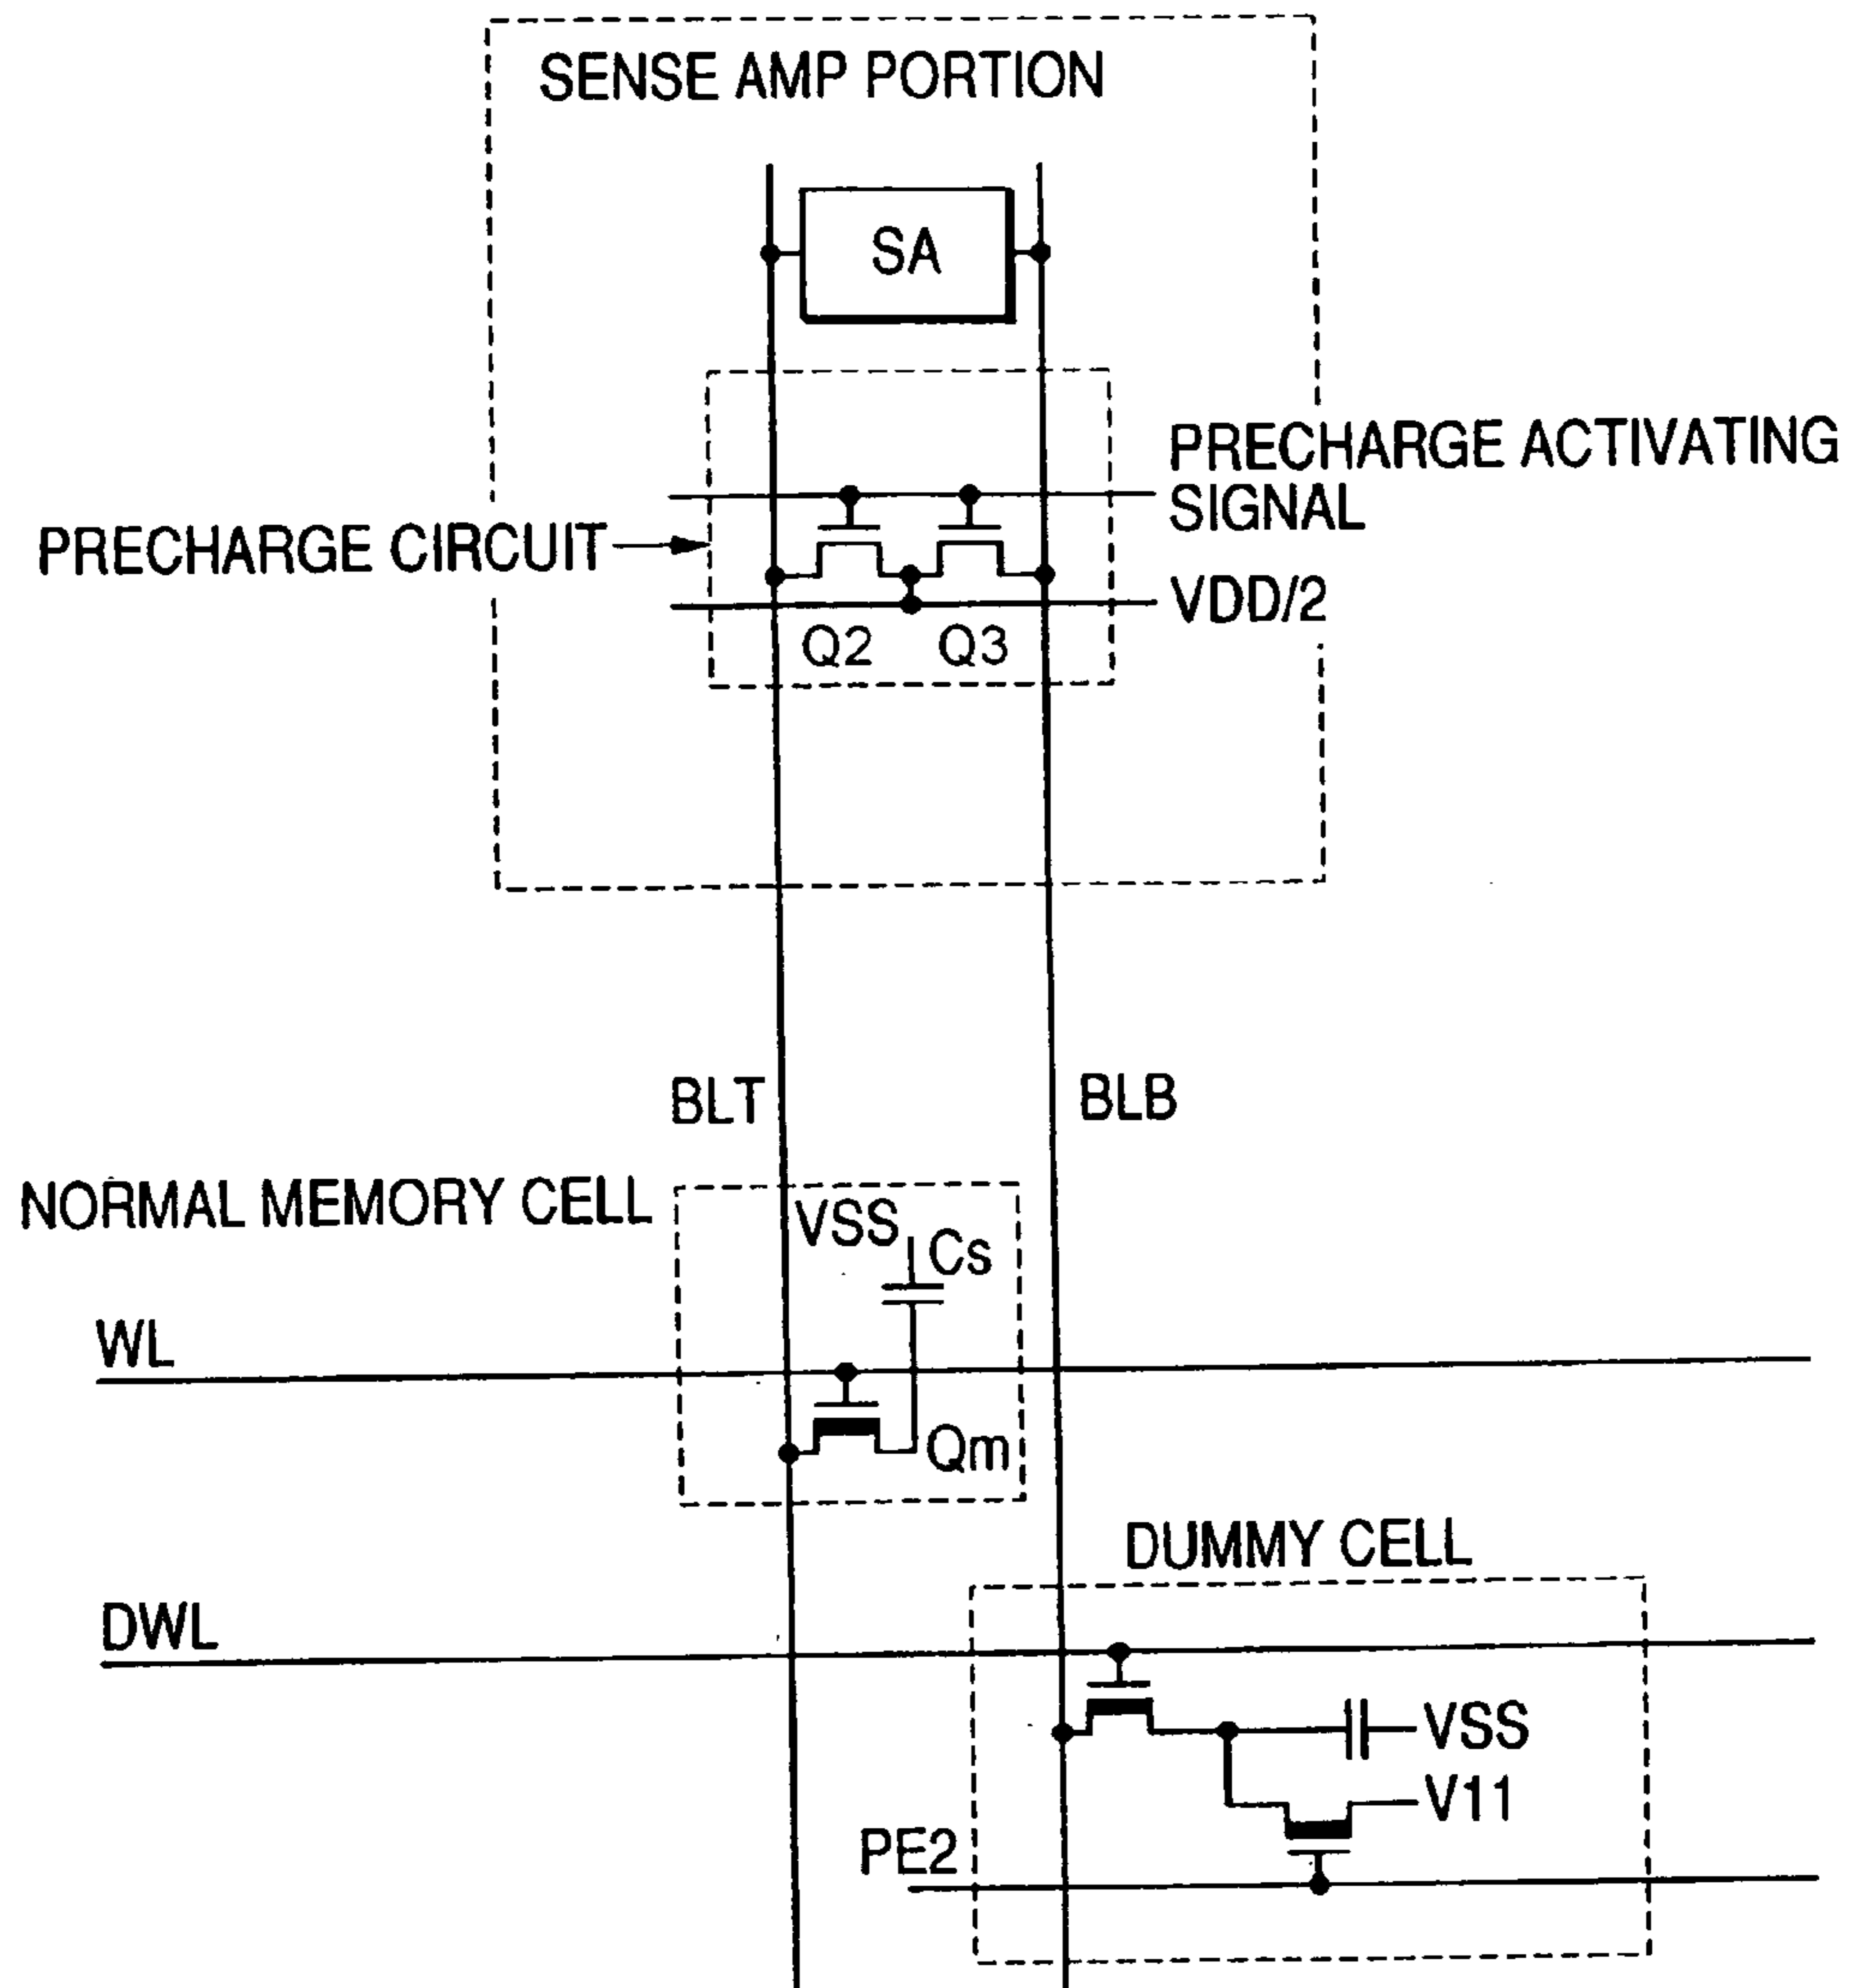 SENSE AMP PORTION
SA
PRECHARGE ACTIVATING
SIGNAL
PRECHARGE CIRCUIT
VDD/2
Q2 Q3
BLT
BLB
NORMAL MEMORY CELL
VSS
Cs
WL
Qm
DUMMY CELL
DWL
VSS
V11
PE2